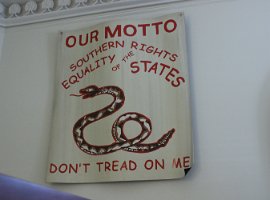 OUR MOTTO
SOUTHERN RIGHTS
EQUALITY OF THE STATES
DON'T TREAD ON ME